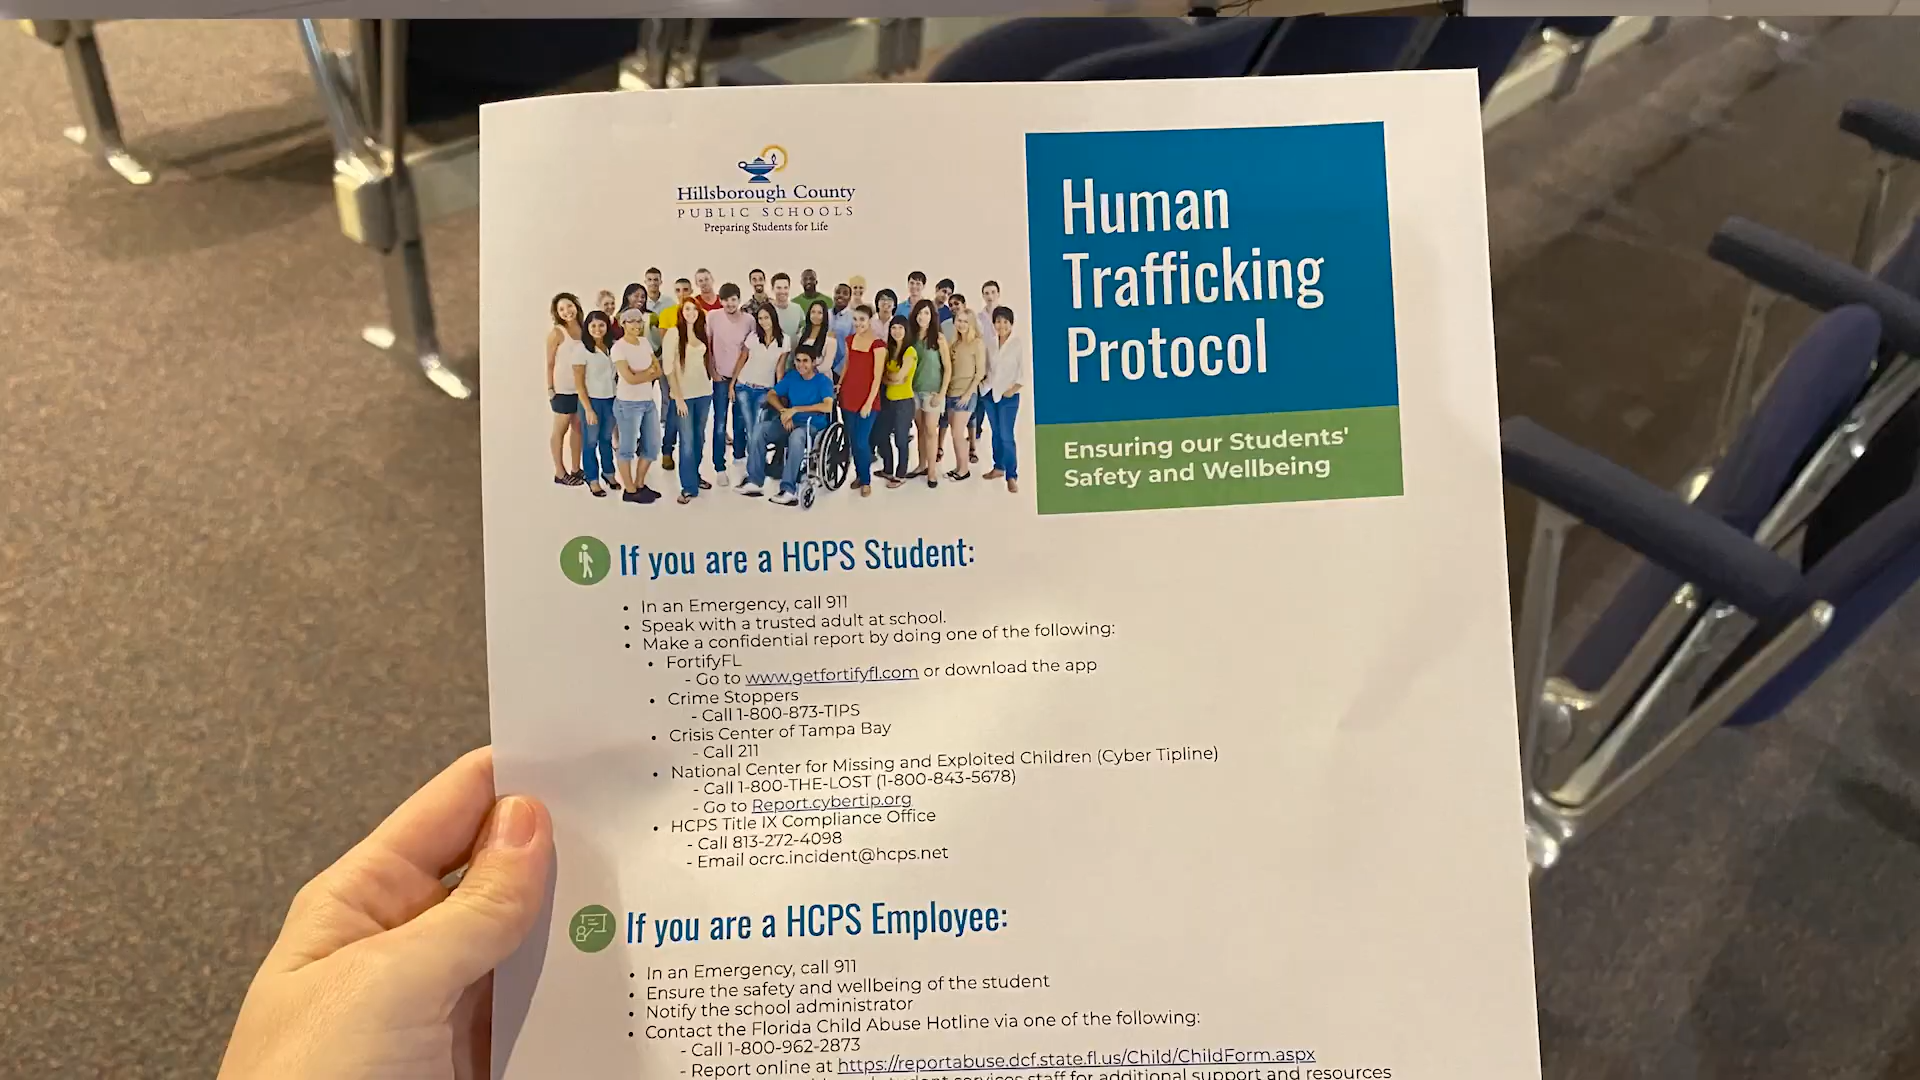 Hillsborough County
PUBLIC SCHOOLS
Preparing Students for Life
Human
Trafficking
Protocol
Ensuring our Students'
Safety and Wellbeing
If you are a HCPS Student:
• In an Emergency, call 911
• Speak with a trusted adult at school.
• Make a confidential report by doing one of the following:
• FortifyFL
- Go to www.getfortifyfl.com or download the app
• Crime Stoppers
- Call 1-800-873-TIPS
• Crisis Center of Tampa Bay
- Call 211
• National Center for Missing and Exploited Children (Cyber Tipline)
- Call 1-800-THE-LOST (1-800-843-5678)
- Go to Report.cybertip.org
• HCPS Title IX Compliance Office
- Call 813-272-4098
- Email ocrc.incident@hcps.net
If you are a HCPS Employee:
• In an Emergency, call 911
• Ensure the safety and wellbeing of the student
• Notify the school administrator
• Contact the Florida Child Abuse Hotline via one of the following:
- Call 1-800-962-2873
- Report online at https://reportabuse.dcf.state.fl.us/Child/ChildForm.aspx
student services staff for additional support and resources